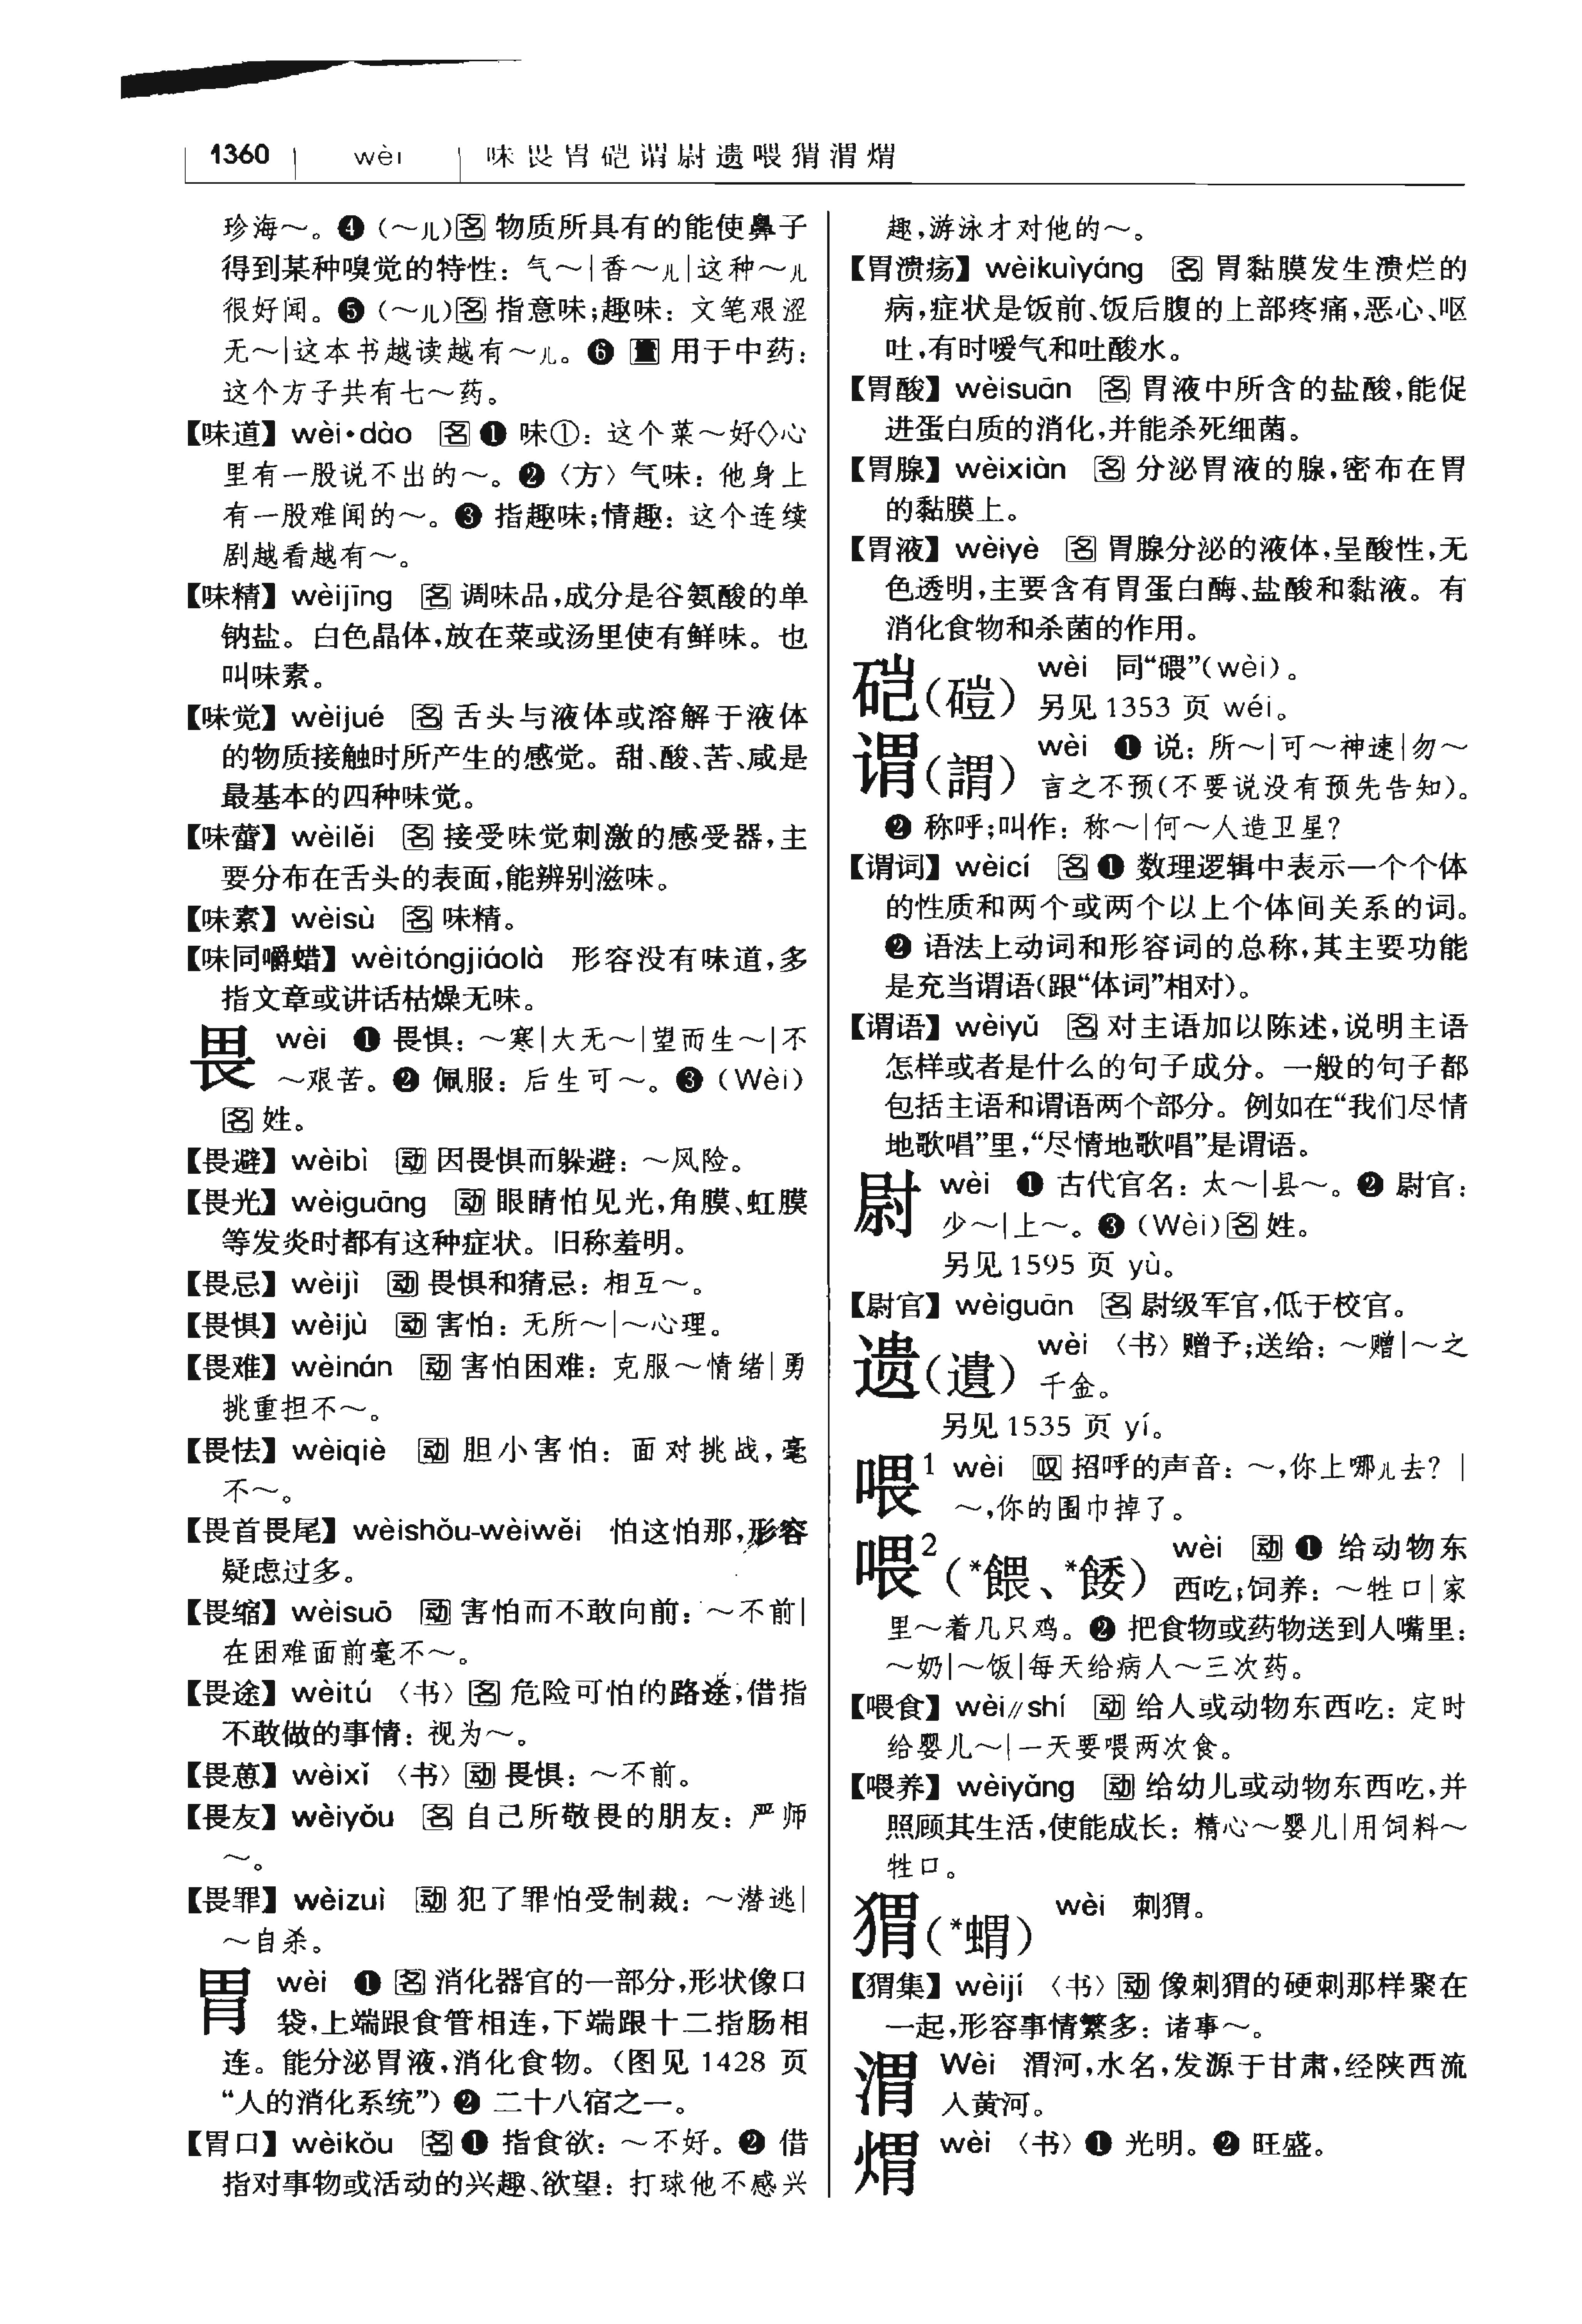 1360 wèi 味畏胃硙谓尉遗喂猬渭煟
珍海～。❹（～儿）名 物质所具有的能使鼻子
得到某种嗅觉的特性：气～|香～儿|这种～儿
很好闻。❺（～儿）名 指意味；趣味：文笔艰涩
无～|这本书越读越有～儿。❻ 量 用于中药：
这个方子共有七～药。
【味道】wèi·dào 名 ❶ 味①：这个菜～好◇心
里有一股说不出的～。❷〈方〉气味：他身上
有一股难闻的～。❸ 指趣味；情趣：这个连续
剧越看越有～。
【味精】wèijīng 名 调味品，成分是谷氨酸的单
钠盐。白色晶体，放在菜或汤里使有鲜味。也
叫味素。
【味觉】wèijué 名 舌头与液体或溶解于液体
的物质接触时所产生的感觉。甜、酸、苦、咸是
最基本的四种味觉。
【味蕾】wèilěi 名 接受味觉刺激的感受器，主
要分布在舌头的表面，能辨别滋味。
【味素】wèisù 名 味精。
【味同嚼蜡】wèitóngjiáolà 形容没有味道，多
指文章或讲话枯燥无味。
畏 wèi ❶ 畏惧：～寒|大无～|望而生～|不
～艰苦。❷ 佩服：后生可～。❸（Wèi）
名 姓。
【畏避】wèibì 动 因畏惧而躲避：～风险。
【畏光】wèiguāng 动 眼睛怕见光，角膜、虹膜
等发炎时都有这种症状。旧称羞明。
【畏忌】wèijì 动 畏惧和猜忌：相互～。
【畏惧】wèijù 动 害怕：无所～|～心理。
【畏难】wèinán 动 害怕困难：克服～情绪|勇
挑重担不～。
【畏怯】wèiqiè 动 胆小害怕：面对挑战，毫
不～。
【畏首畏尾】wèishǒu-wèiwěi 怕这怕那，形容
疑虑过多。
【畏缩】wèisuō 动 害怕而不敢向前：～不前|
在困难面前毫不～。
【畏途】wèitú〈书〉名 危险可怕的路途，借指
不敢做的事情：视为～。
【畏葸】wèixǐ〈书〉动 畏惧：～不前。
【畏友】wèiyǒu 名 自己所敬畏的朋友：严师
～。
【畏罪】wèizuì 动 犯了罪怕受制裁：～潜逃|
～自杀。
胃 wèi ❶ 名 消化器官的一部分，形状像口
袋，上端跟食管相连，下端跟十二指肠相
连。能分泌胃液，消化食物。（图见 1428 页
“人的消化系统”）❷ 二十八宿之一。
【胃口】wèikǒu 名 ❶ 指食欲：～不好。❷ 借
指对事物或活动的兴趣、欲望：打球他不感兴
趣，游泳才对他的～。
【胃溃疡】wèikuìyáng 名 胃黏膜发生溃烂的
病，症状是饭前、饭后腹的上部疼痛，恶心、呕
吐，有时嗳气和吐酸水。
【胃酸】wèisuān 名 胃液中所含的盐酸，能促
进蛋白质的消化，并能杀死细菌。
【胃腺】wèixiàn 名 分泌胃液的腺，密布在胃
的黏膜上。
【胃液】wèiyè 名 胃腺分泌的液体，呈酸性，无
色透明，主要含有胃蛋白酶、盐酸和黏液。有
消化食物和杀菌的作用。
硙（磑） wèi 同“碨”（wèi）。
另见 1353 页 wéi。
谓（謂） wèi ❶ 说：所～|可～神速|勿～
言之不预（不要说没有预先告知）。
❷ 称呼；叫作：称～|何～人造卫星？
【谓词】wèicí 名 ❶ 数理逻辑中表示一个个体
的性质和两个或两个以上个体间关系的词。
❷ 语法上动词和形容词的总称，其主要功能
是充当谓语（跟“体词”相对）。
【谓语】wèiyǔ 名 对主语加以陈述，说明主语
怎样或者是什么的句子成分。一般的句子都
包括主语和谓语两个部分。例如在“我们尽情
地歌唱”里，“尽情地歌唱”是谓语。
尉 wèi ❶ 古代官名：太～|县～。❷ 尉官：
少～|上～。❸（Wèi）名 姓。
另见 1595 页 yù。
【尉官】wèiguān 名 尉级军官，低于校官。
遗（遺） wèi〈书〉赠予；送给：～赠|～之
千金。
另见 1535 页 yí。
喂1 wèi 叹 招呼的声音：～，你上哪儿去？|
～，你的围巾掉了。
喂2（*餵、*餧） wèi 动 ❶ 给动物东
西吃；饲养：～牲口|家
里～着几只鸡。❷ 把食物或药物送到人嘴里：
～奶|～饭|每天给病人～三次药。
【喂食】wèi∥shí 动 给人或动物东西吃：定时
给婴儿～|一天要喂两次食。
【喂养】wèiyǎng 动 给幼儿或动物东西吃，并
照顾其生活，使能成长：精心～婴儿|用饲料～
牲口。
猬（*蝟） wèi 刺猬。
【猬集】wèijí〈书〉动 像刺猬的硬刺那样聚在
一起，形容事情繁多：诸事～。
渭 Wèi 渭河，水名，发源于甘肃，经陕西流
入黄河。
煟 wèi〈书〉❶ 光明。❷ 旺盛。